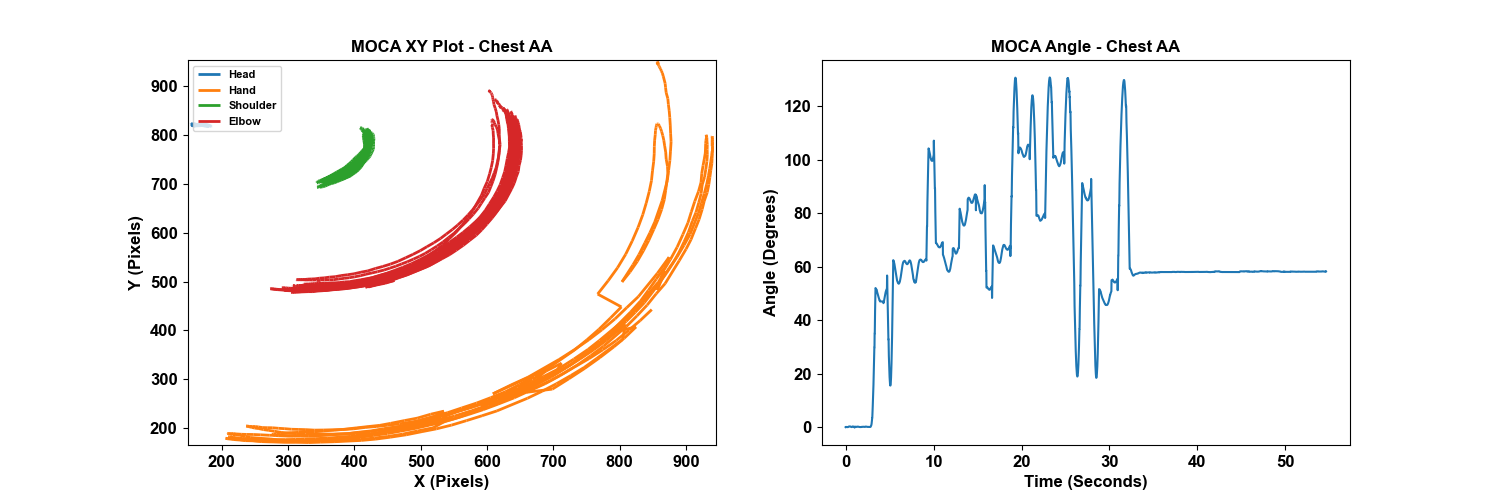 MOCA XY Plot - Chest AA
Head
Hand
Shoulder
Elbow
900
800
700
600
500
400
300
200
Y (Pixels)
200 300 400 500 600 700 800 900
X (Pixels)
MOCA Angle - Chest AA
120
100
80
60
40
20
0
Angle (Degrees)
0 10 20 30 40 50
Time (Seconds)